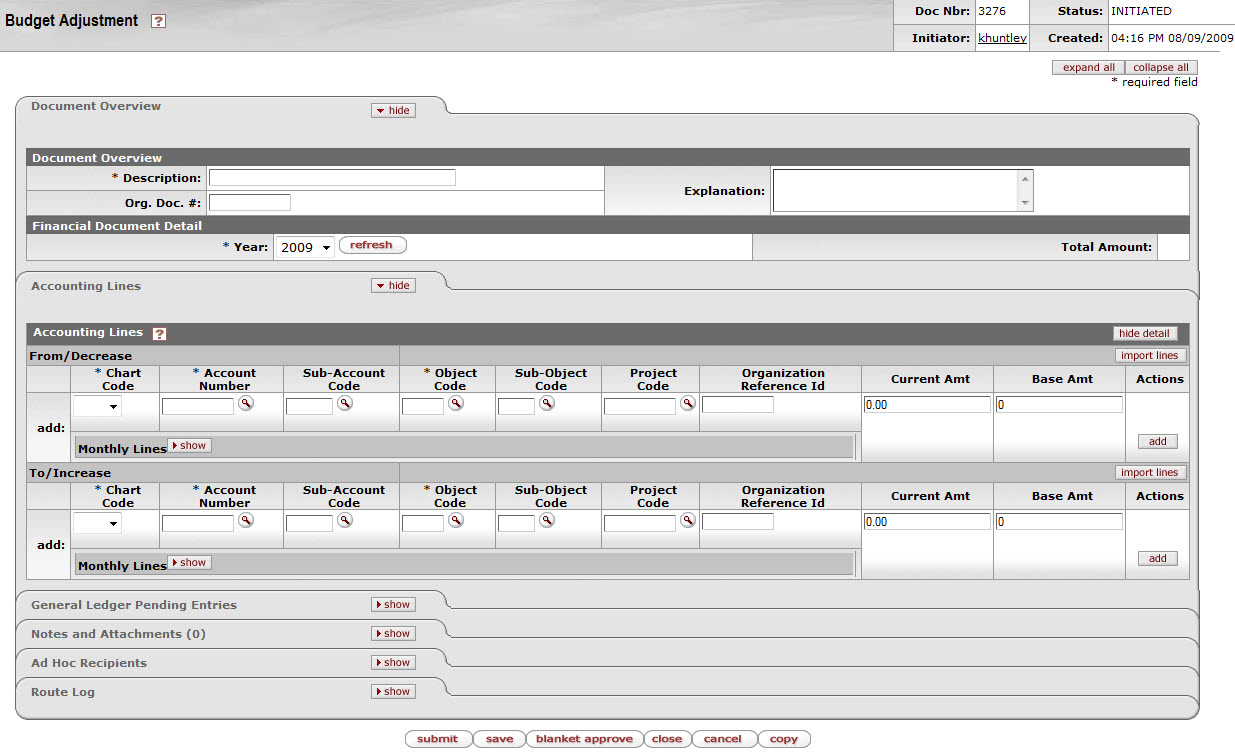 Budget Adjustment ?
Doc Nbr: 3276 Status: INITIATED
Initiator: khuntley Created: 04:16 PM 08/09/2009
expand all collapse all
* required field
Document Overview hide
Document Overview
* Description: Explanation:
Org. Doc. #:
Financial Document Detail
* Year: 2009 refresh Total Amount:
Accounting Lines hide
Accounting Lines ? hide detail
From/Decrease import lines
* Chart Code * Account Number Sub-Account Code * Object Code Sub-Object Code Project Code Organization Reference Id Current Amt Base Amt Actions
add: 0.00 0
Monthly Lines show add
To/Increase import lines
* Chart Code * Account Number Sub-Account Code * Object Code Sub-Object Code Project Code Organization Reference Id Current Amt Base Amt Actions
add: 0.00 0
Monthly Lines show add
General Ledger Pending Entries show
Notes and Attachments (0) show
Ad Hoc Recipients show
Route Log show
submit save blanket approve close cancel copy